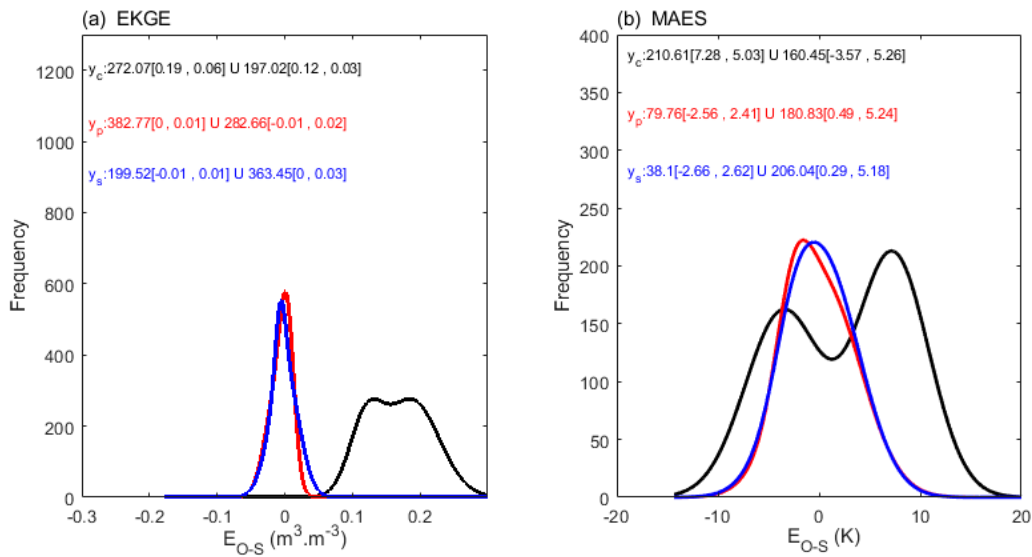 (a) EKGE
1200
1000
800
600
400
200
0
Frequency
y_c:272.07[0.19 , 0.06] U 197.02[0.12 , 0.03]
y_p:382.77[0 , 0.01] U 282.66[-0.01 , 0.02]
y_s:199.52[-0.01 , 0.01] U 363.45[0 , 0.03]
-0.3 -0.2 -0.1 0 0.1 0.2
E_O-S (m³.m⁻³)
(b) MAES
400
350
300
250
200
150
100
50
0
Frequency
y_c:210.61[7.28 , 5.03] U 160.45[-3.57 , 5.26]
y_p:79.76[-2.56 , 2.41] U 180.83[0.49 , 5.24]
y_s:38.1[-2.66 , 2.62] U 206.04[0.29 , 5.18]
-20 -10 0 10 20
E_O-S (K)